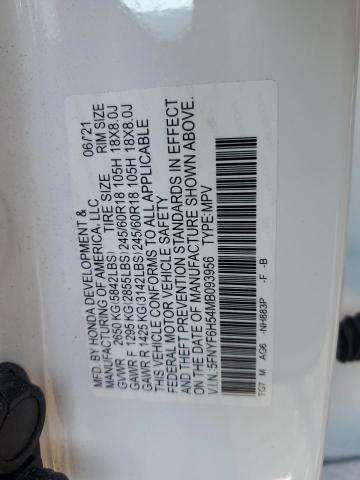 MFD. BY HONDA DEVELOPMENT & 06/'21
MANUFACTURING OF AMERICA, LLC
TIRE SIZE RIM SIZE
GVWR 2650 KG(5842LBS)
GAWR F 1295 KG(2855LBS) 245/60R18 105H 18X8.0J
GAWR R 1425 KG(3142LBS) 245/60R18 105H 18X8.0J
THIS VEHICLE CONFORMS TO ALL APPLICABLE
FEDERAL MOTOR VEHICLE SAFETY
AND THEFT PREVENTION STANDARDS IN EFFECT
ON THE DATE OF MANUFACTURE SHOWN ABOVE.
V.I.N: 5FNYF6H54MB093956 TYPE:MPV
TG7 M AG6 -NH883P -F -B